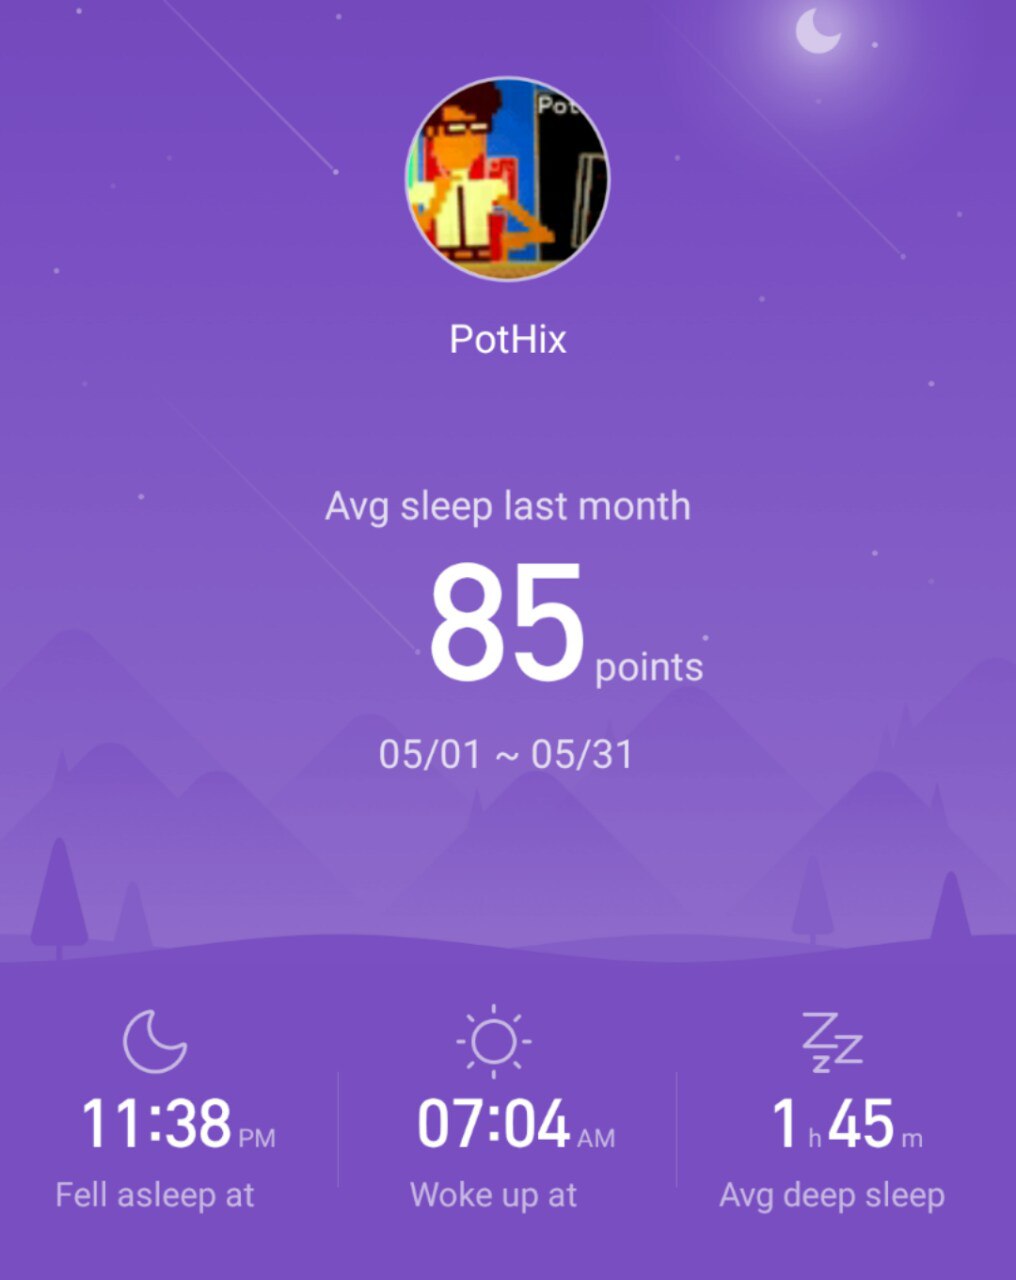 Pot
PotHix
Avg sleep last month
85 points
05/01 ~ 05/31
11:38 PM
Fell asleep at
07:04 AM
Woke up at
1 h 45 m
Avg deep sleep